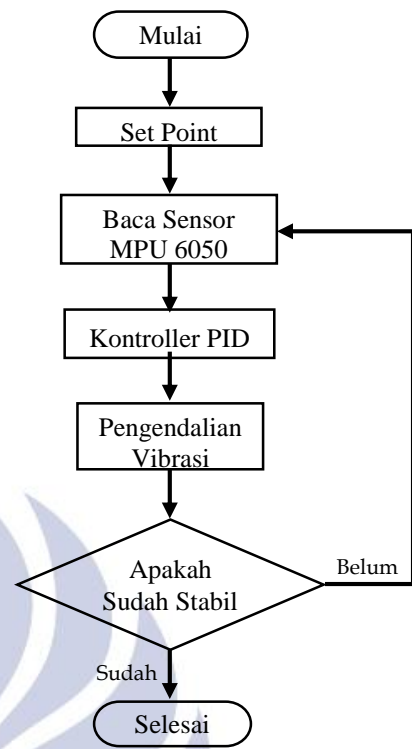 Mulai
Set Point
Baca Sensor
MPU 6050
Kontroller PID
Pengendalian
Vibrasi
Apakah
Sudah Stabil
Belum
Sudah
Selesai